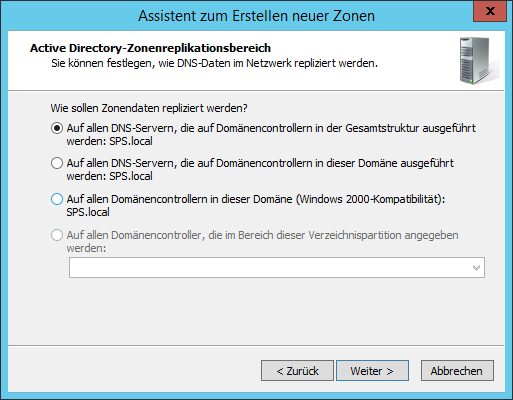 Assistent zum Erstellen neuer Zonen
Active Directory-Zonenreplikationsbereich
Sie können festlegen, wie DNS-Daten im Netzwerk repliziert werden.
Wie sollen Zonendaten repliziert werden?
Auf allen DNS-Servern, die auf Domänencontrollern in der Gesamtstruktur ausgeführt
werden: SPS.local
Auf allen DNS-Servern, die auf Domänencontrollern in dieser Domäne ausgeführt
werden: SPS.local
Auf allen Domänencontrollern in dieser Domäne (Windows 2000-Kompatibilität):
SPS.local
Auf allen Domänencontroller, die im Bereich dieser Verzeichnispartition angegeben
werden:
< Zurück
Weiter >
Abbrechen